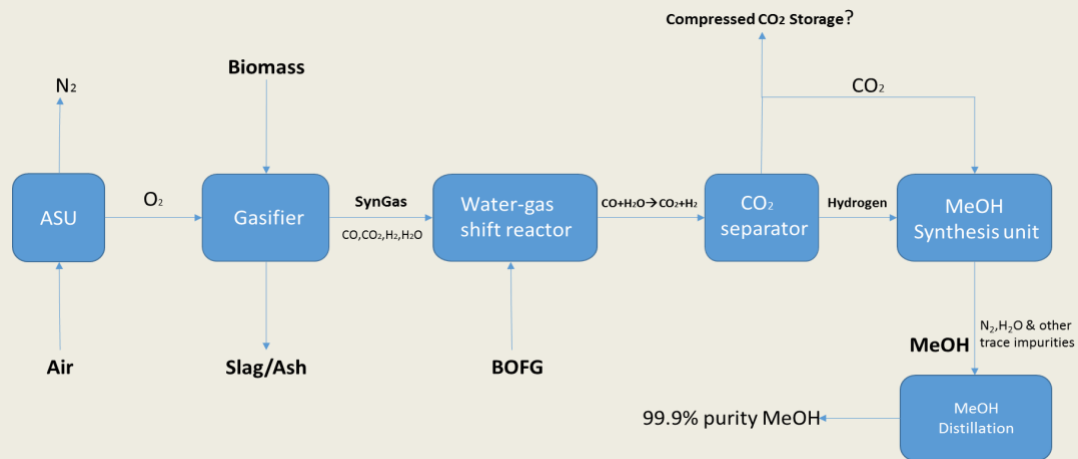 Compressed CO₂ Storage?
N₂
Biomass
CO₂
ASU
O₂
Gasifier
SynGas
CO,CO₂,H₂,H₂O
Water-gas
shift reactor
CO+H₂O→CO₂+H₂
CO₂
separator
Hydrogen
MeOH
Synthesis unit
Air
Slag/Ash
BOFG
MeOH
N₂,H₂O & other
trace impurities
99.9% purity MeOH
MeOH
Distillation